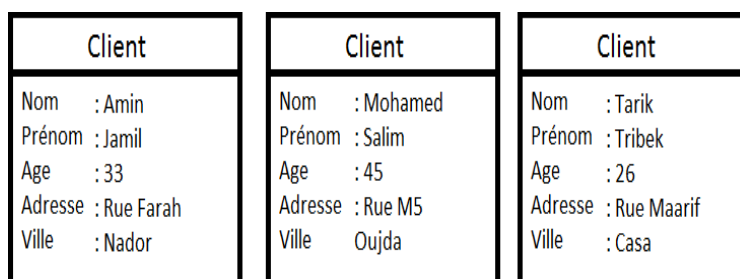 Client
Nom : Amin
Prénom : Jamil
Age : 33
Adresse : Rue Farah
Ville : Nador
Client
Nom : Mohamed
Prénom : Salim
Age : 45
Adresse : Rue M5
Ville Oujda
Client
Nom : Tarik
Prénom : Tribek
Age : 26
Adresse : Rue Maarif
Ville : Casa